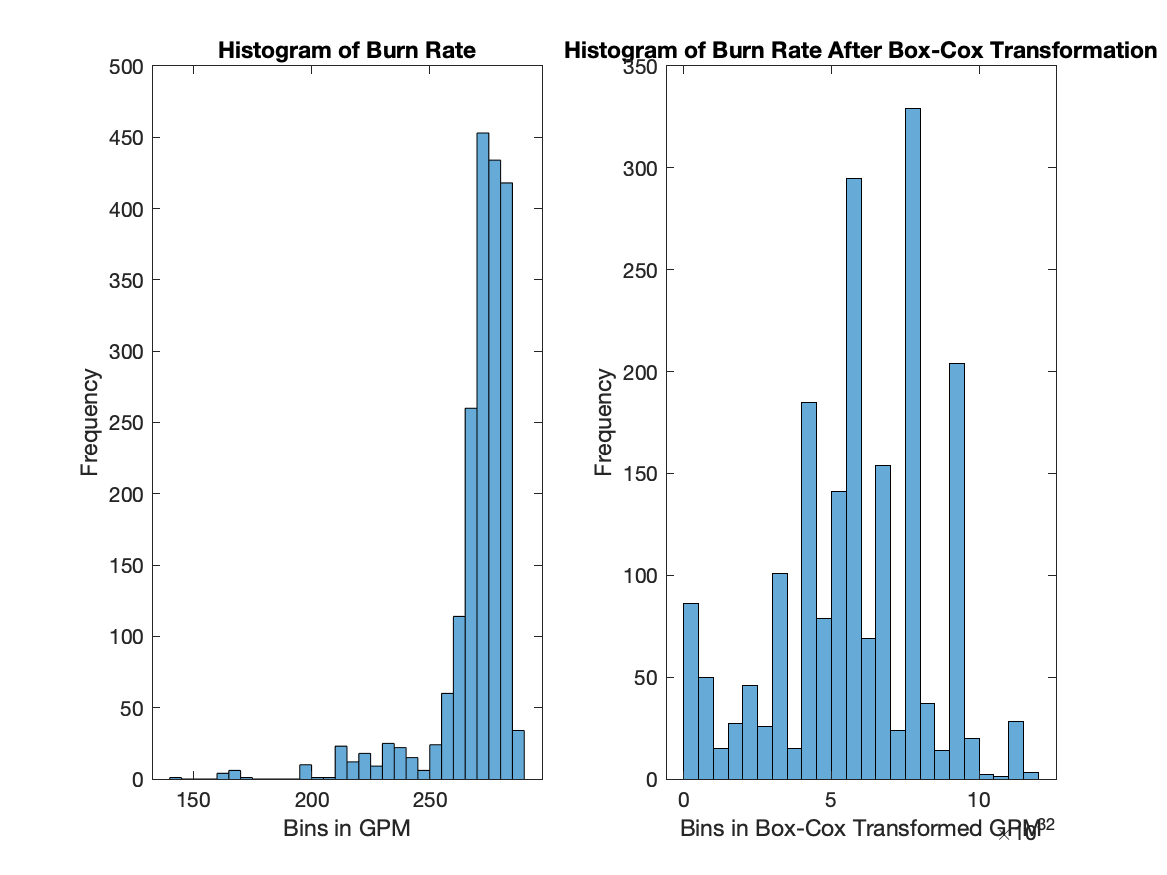 Histogram of Burn Rate
500
450
400
350
300
250
200
150
100
50
0
Frequency
150 200 250
Bins in GPM
Histogram of Burn Rate After Box-Cox Transformation
350
300
250
200
150
100
50
0
Frequency
0 5 10
Bins in Box-Cox Transformed GPM
×10³²